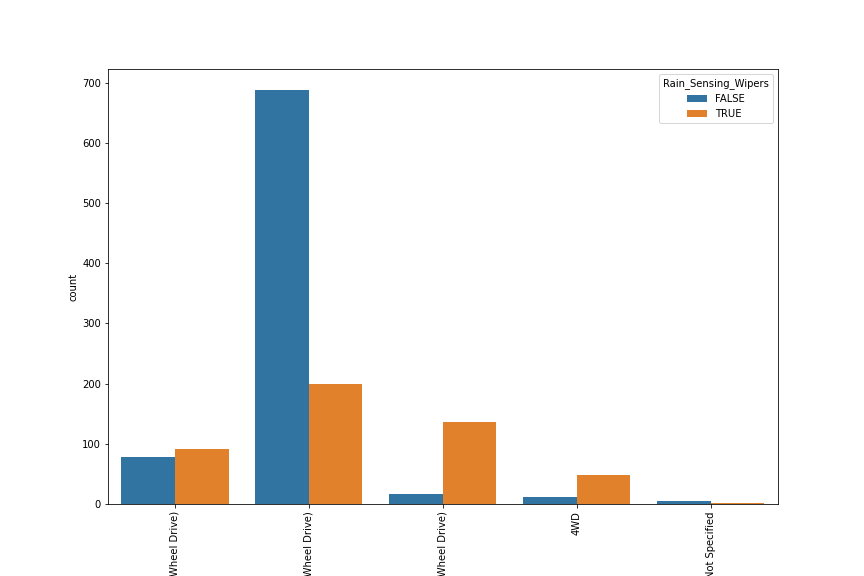 700
600
500
400
300
200
100
0
count
Rain_Sensing_Wipers
FALSE
TRUE
Wheel Drive)
Wheel Drive)
Wheel Drive)
4WD
Not Specified